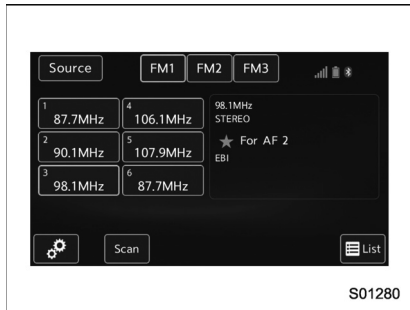 Source
FM1
FM2
FM3
1
87.7MHz
4
106.1MHz
2
90.1MHz
5
107.9MHz
3
98.1MHz
6
87.7MHz
98.1MHz
STEREO
For AF 2
EBI
Scan
List
S01280